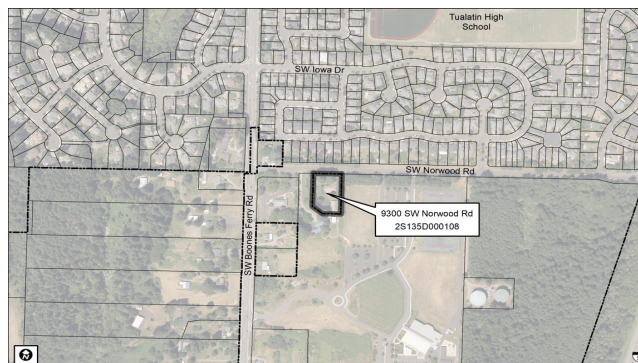 Tualatin High
School
SW Iowa Dr
SW Norwood Rd
SW Boones Ferry Rd
9300 SW Norwood Rd
2S135D000108